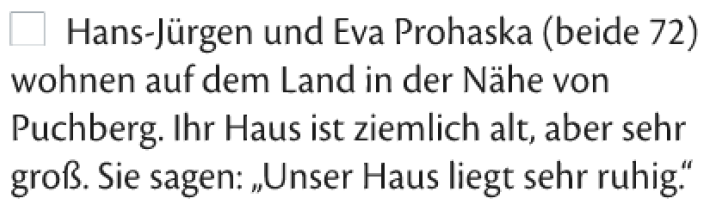 Hans-Jürgen und Eva Prohaska (beide 72)
wohnen auf dem Land in der Nähe von
Puchberg. Ihr Haus ist ziemlich alt, aber sehr
groß. Sie sagen: „Unser Haus liegt sehr ruhig.“